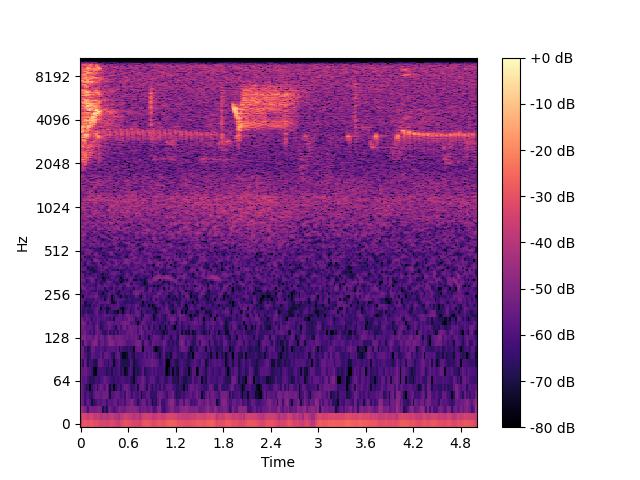 8192
4096
2048
1024
512
256
128
64
0
Hz
0 0.6 1.2 1.8 2.4 3 3.6 4.2 4.8
Time
+0 dB
-10 dB
-20 dB
-30 dB
-40 dB
-50 dB
-60 dB
-70 dB
-80 dB